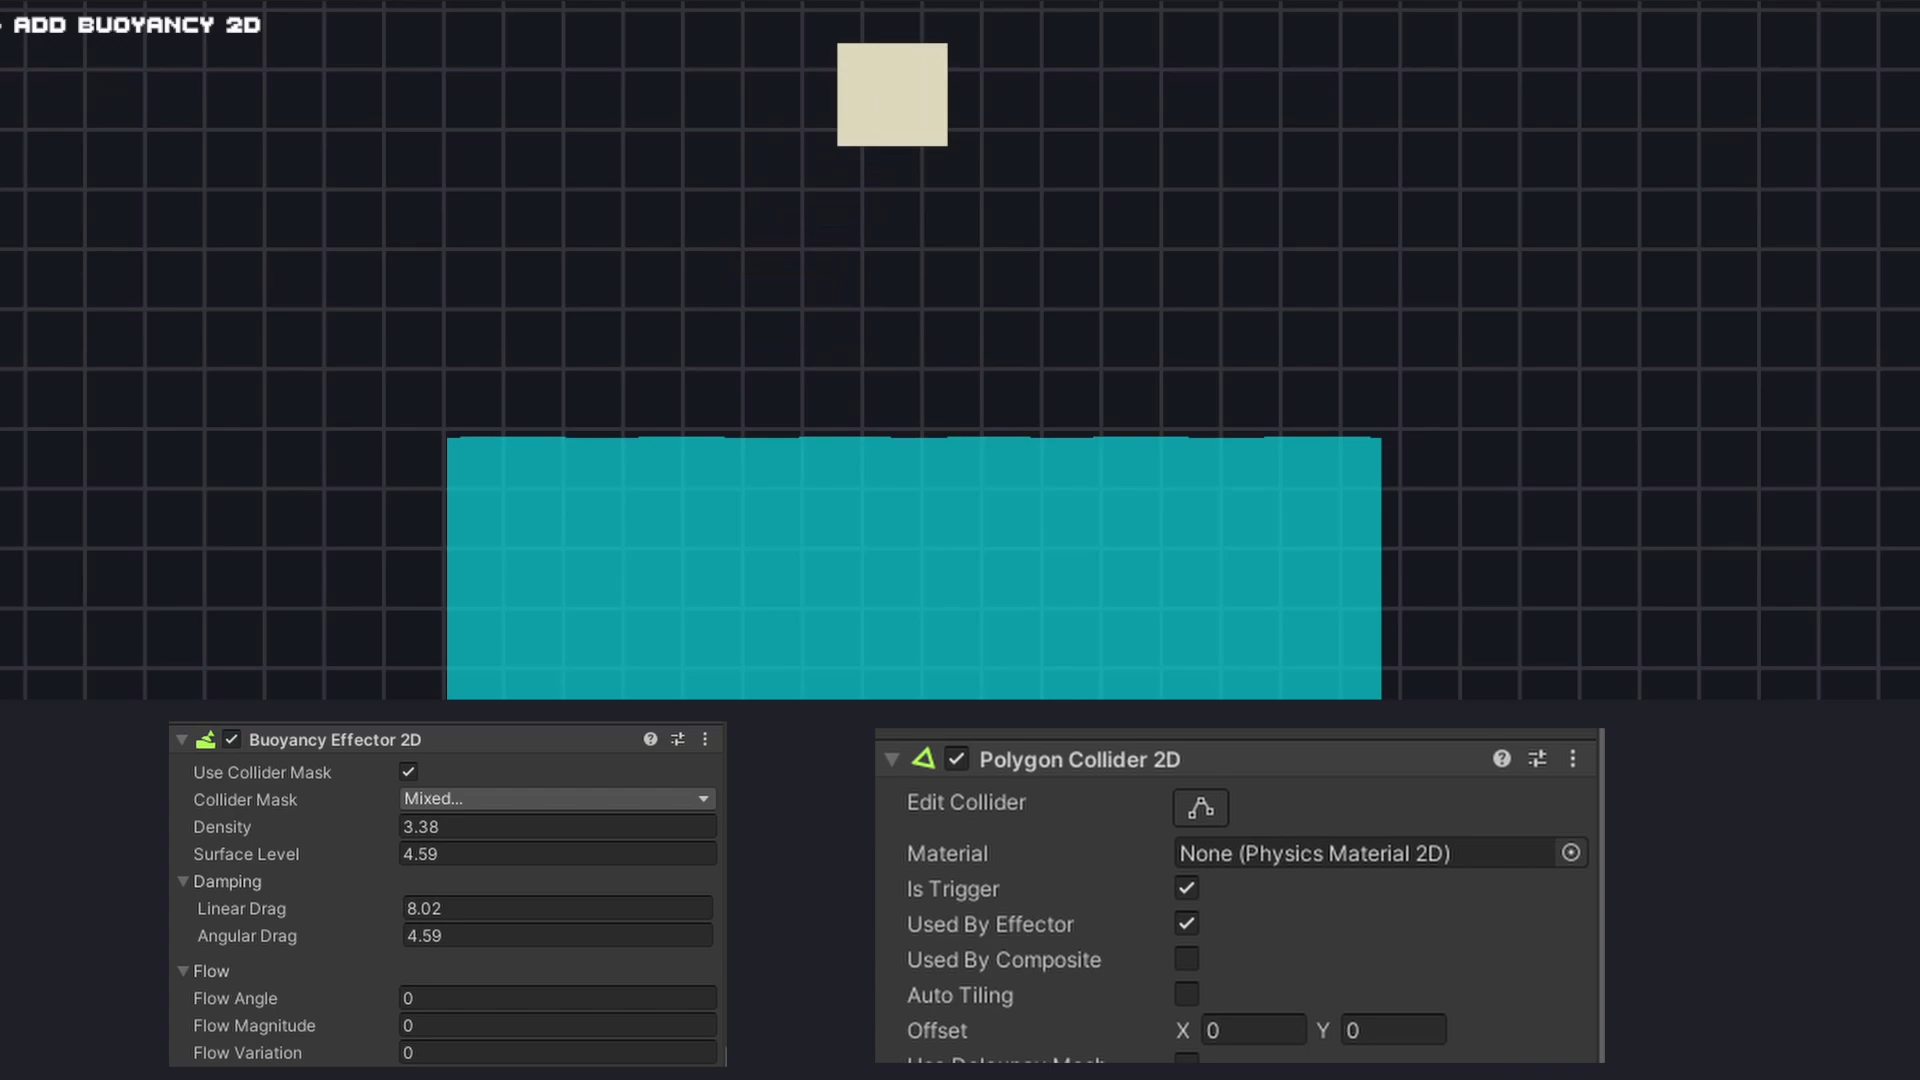 ADD BUOYANCY 2D
Buoyancy Effector 2D
Use Collider Mask
Collider Mask Mixed...
Density 3.38
Surface Level 4.59
Damping
Linear Drag 8.02
Angular Drag 4.59
Flow
Flow Angle 0
Flow Magnitude 0
Flow Variation 0
Polygon Collider 2D
Edit Collider
Material None (Physics Material 2D)
Is Trigger
Used By Effector
Used By Composite
Auto Tiling
Offset X 0 Y 0